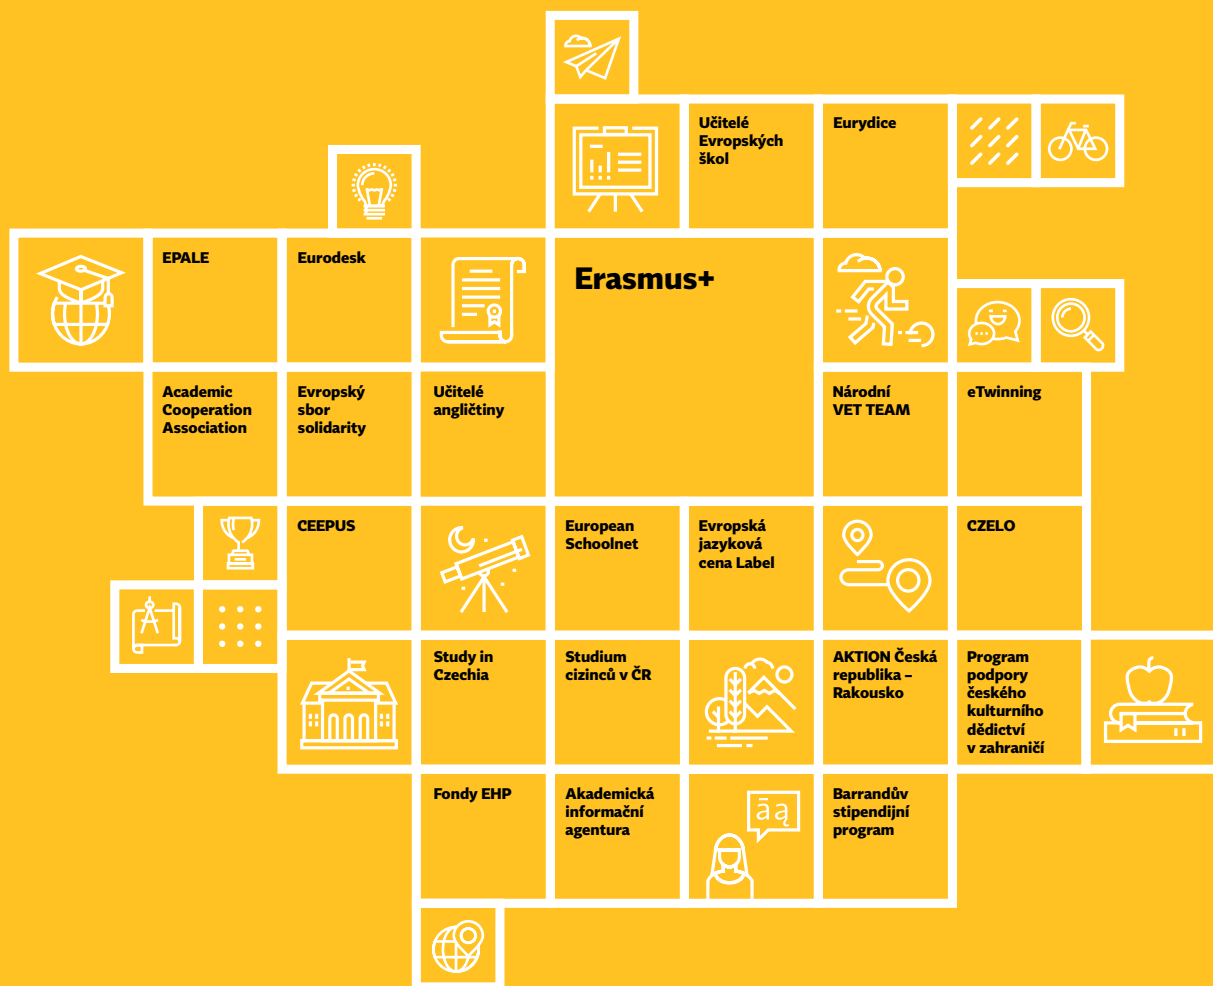 Učitelé
Evropských
škol
Eurydice
EPALE
Eurodesk
Erasmus+
Academic
Cooperation
Association
Evropský
sbor
solidarity
Učitelé
angličtiny
Národní
VET TEAM
eTwinning
CEEPUS
European
Schoolnet
Evropská
jazyková
cena Label
CZELO
Study in
Czechia
Studium
cizinců v ČR
AKTION Česká
republika –
Rakousko
Program
podpory
českého
kulturního
dědictví
v zahraničí
Fondy EHP
Akademická
informační
agentura
āą
Barrandův
stipendijní
program